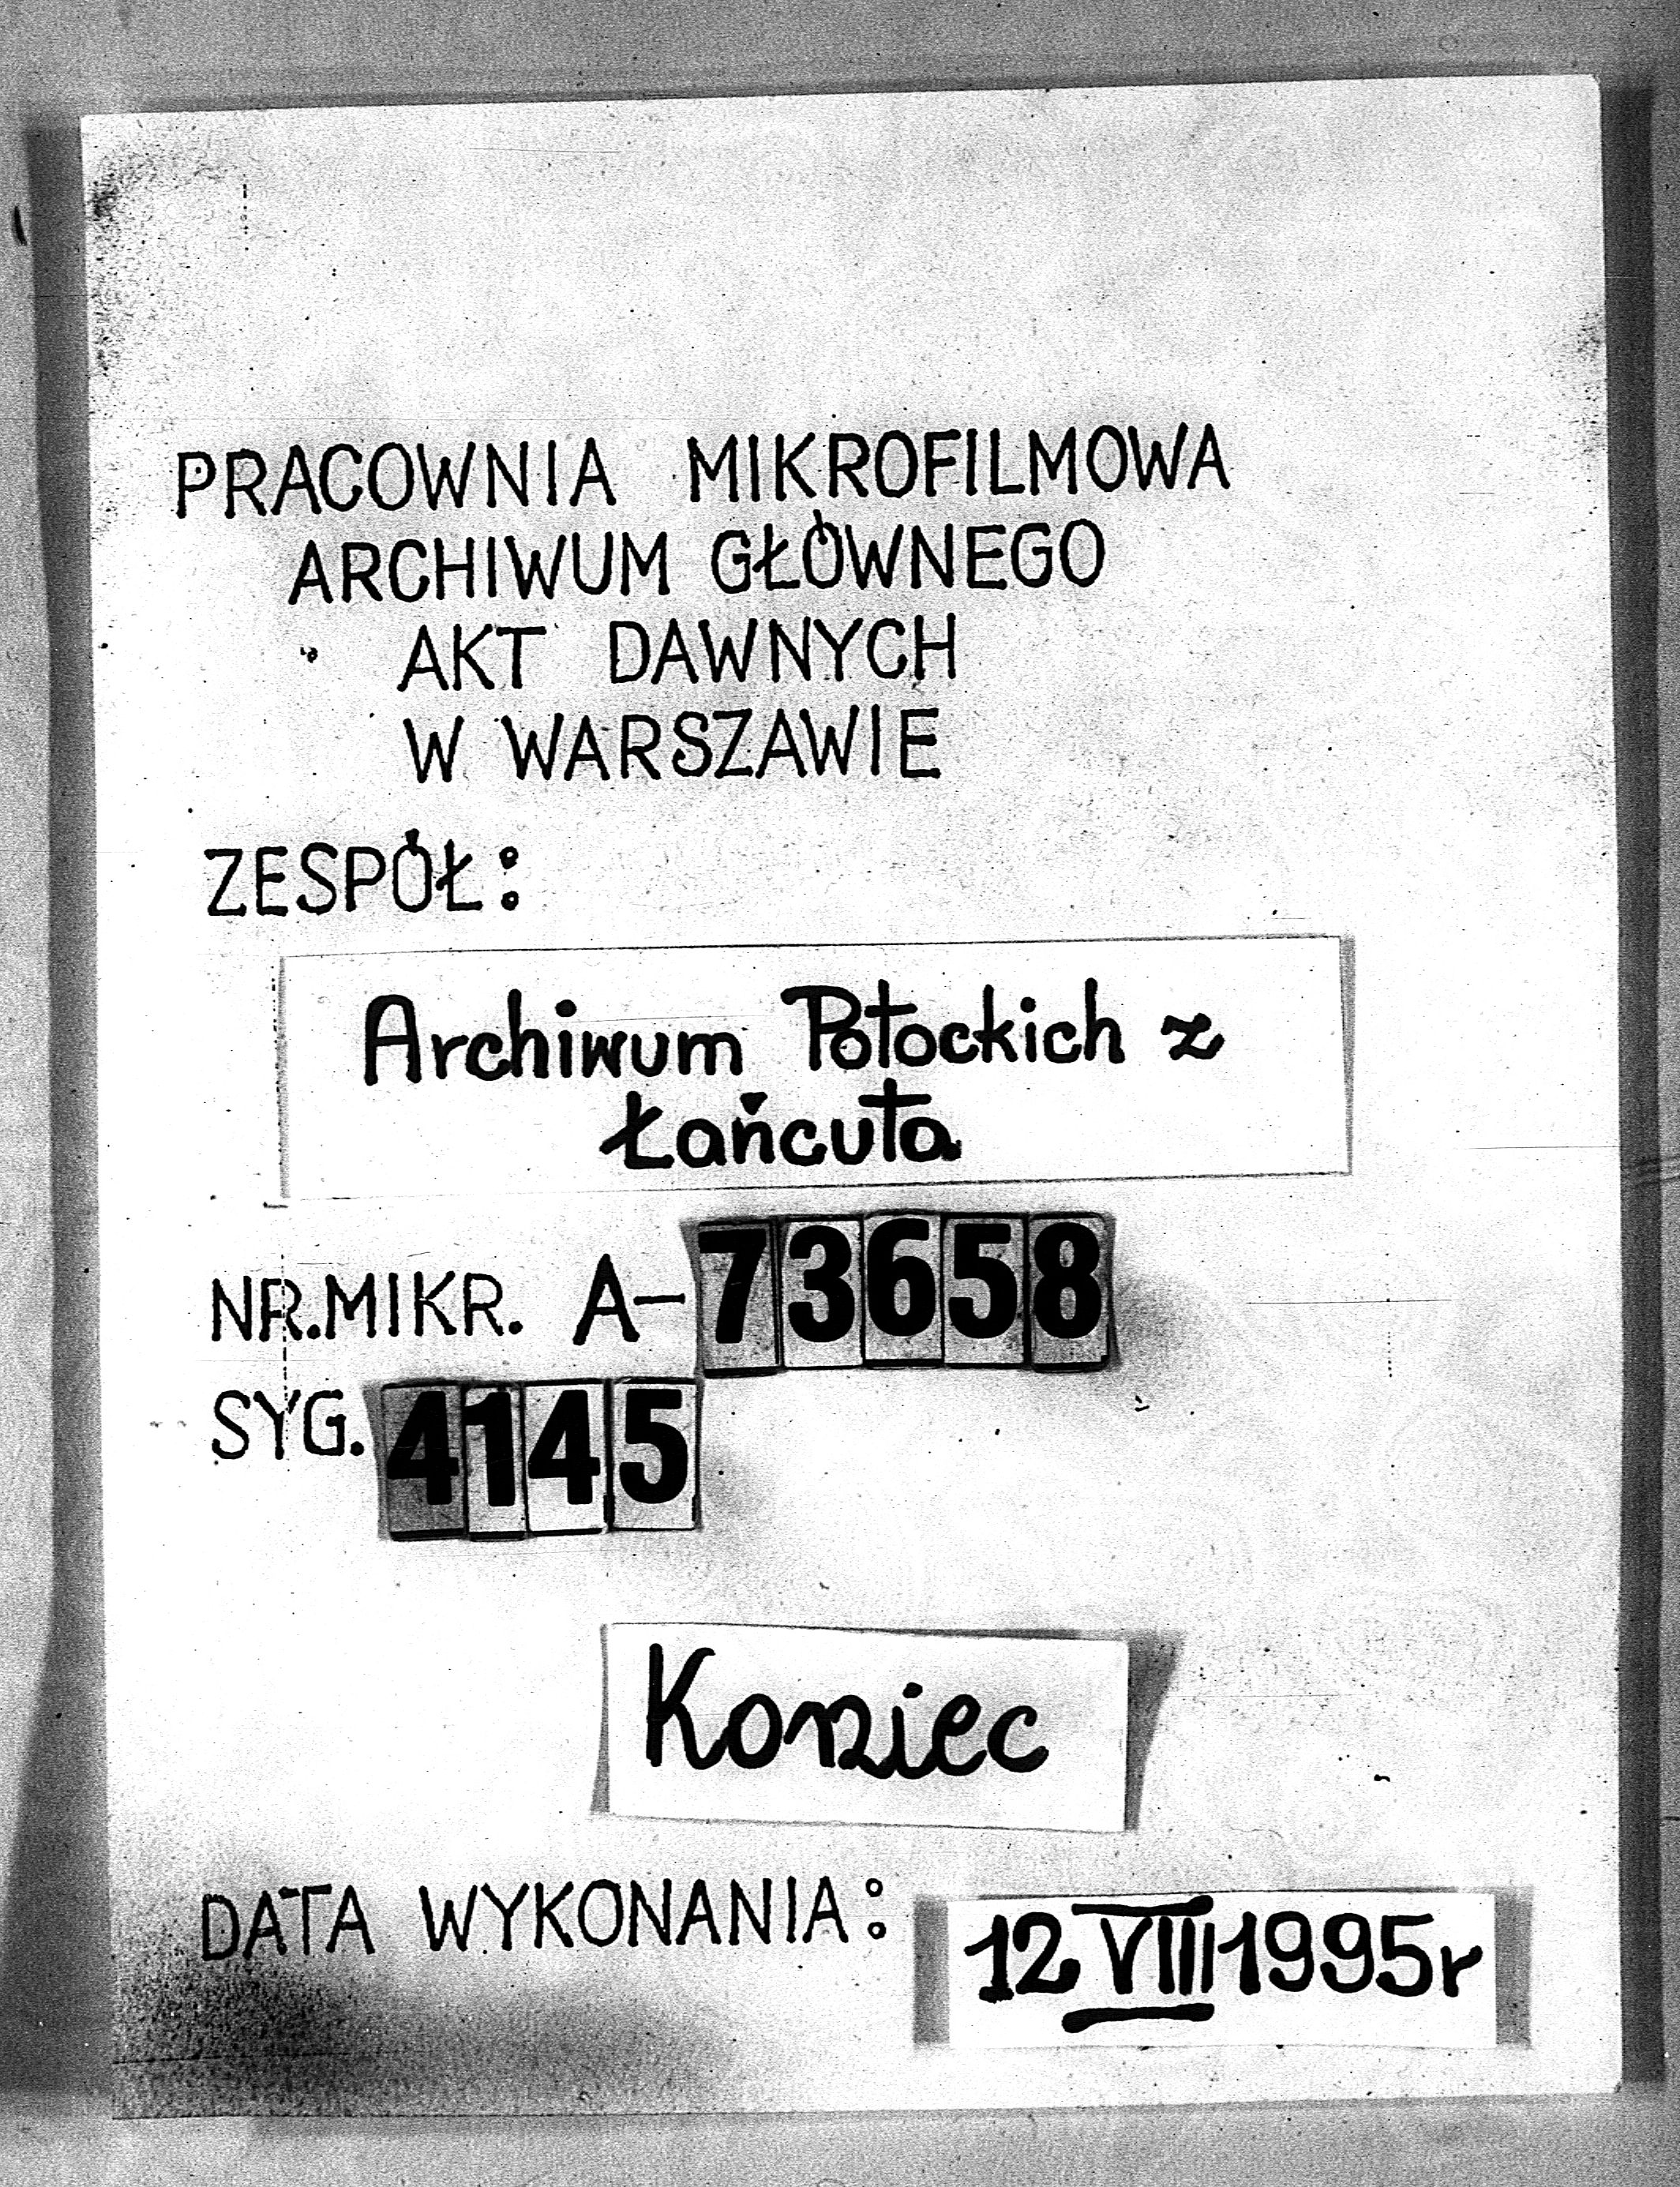 PRACOWNIA MIKROFILMOWA
ARCHIWUM GŁÓWNEGO
AKT DAWNYCH
W WARSZAWIE
ZESPÓŁ:
Archiwum Potockich z
Łańcuta
NR.MIKR. A-73658
SYG. 4145
Koniec
DATA WYKONANIA: 12 VIII 1995r